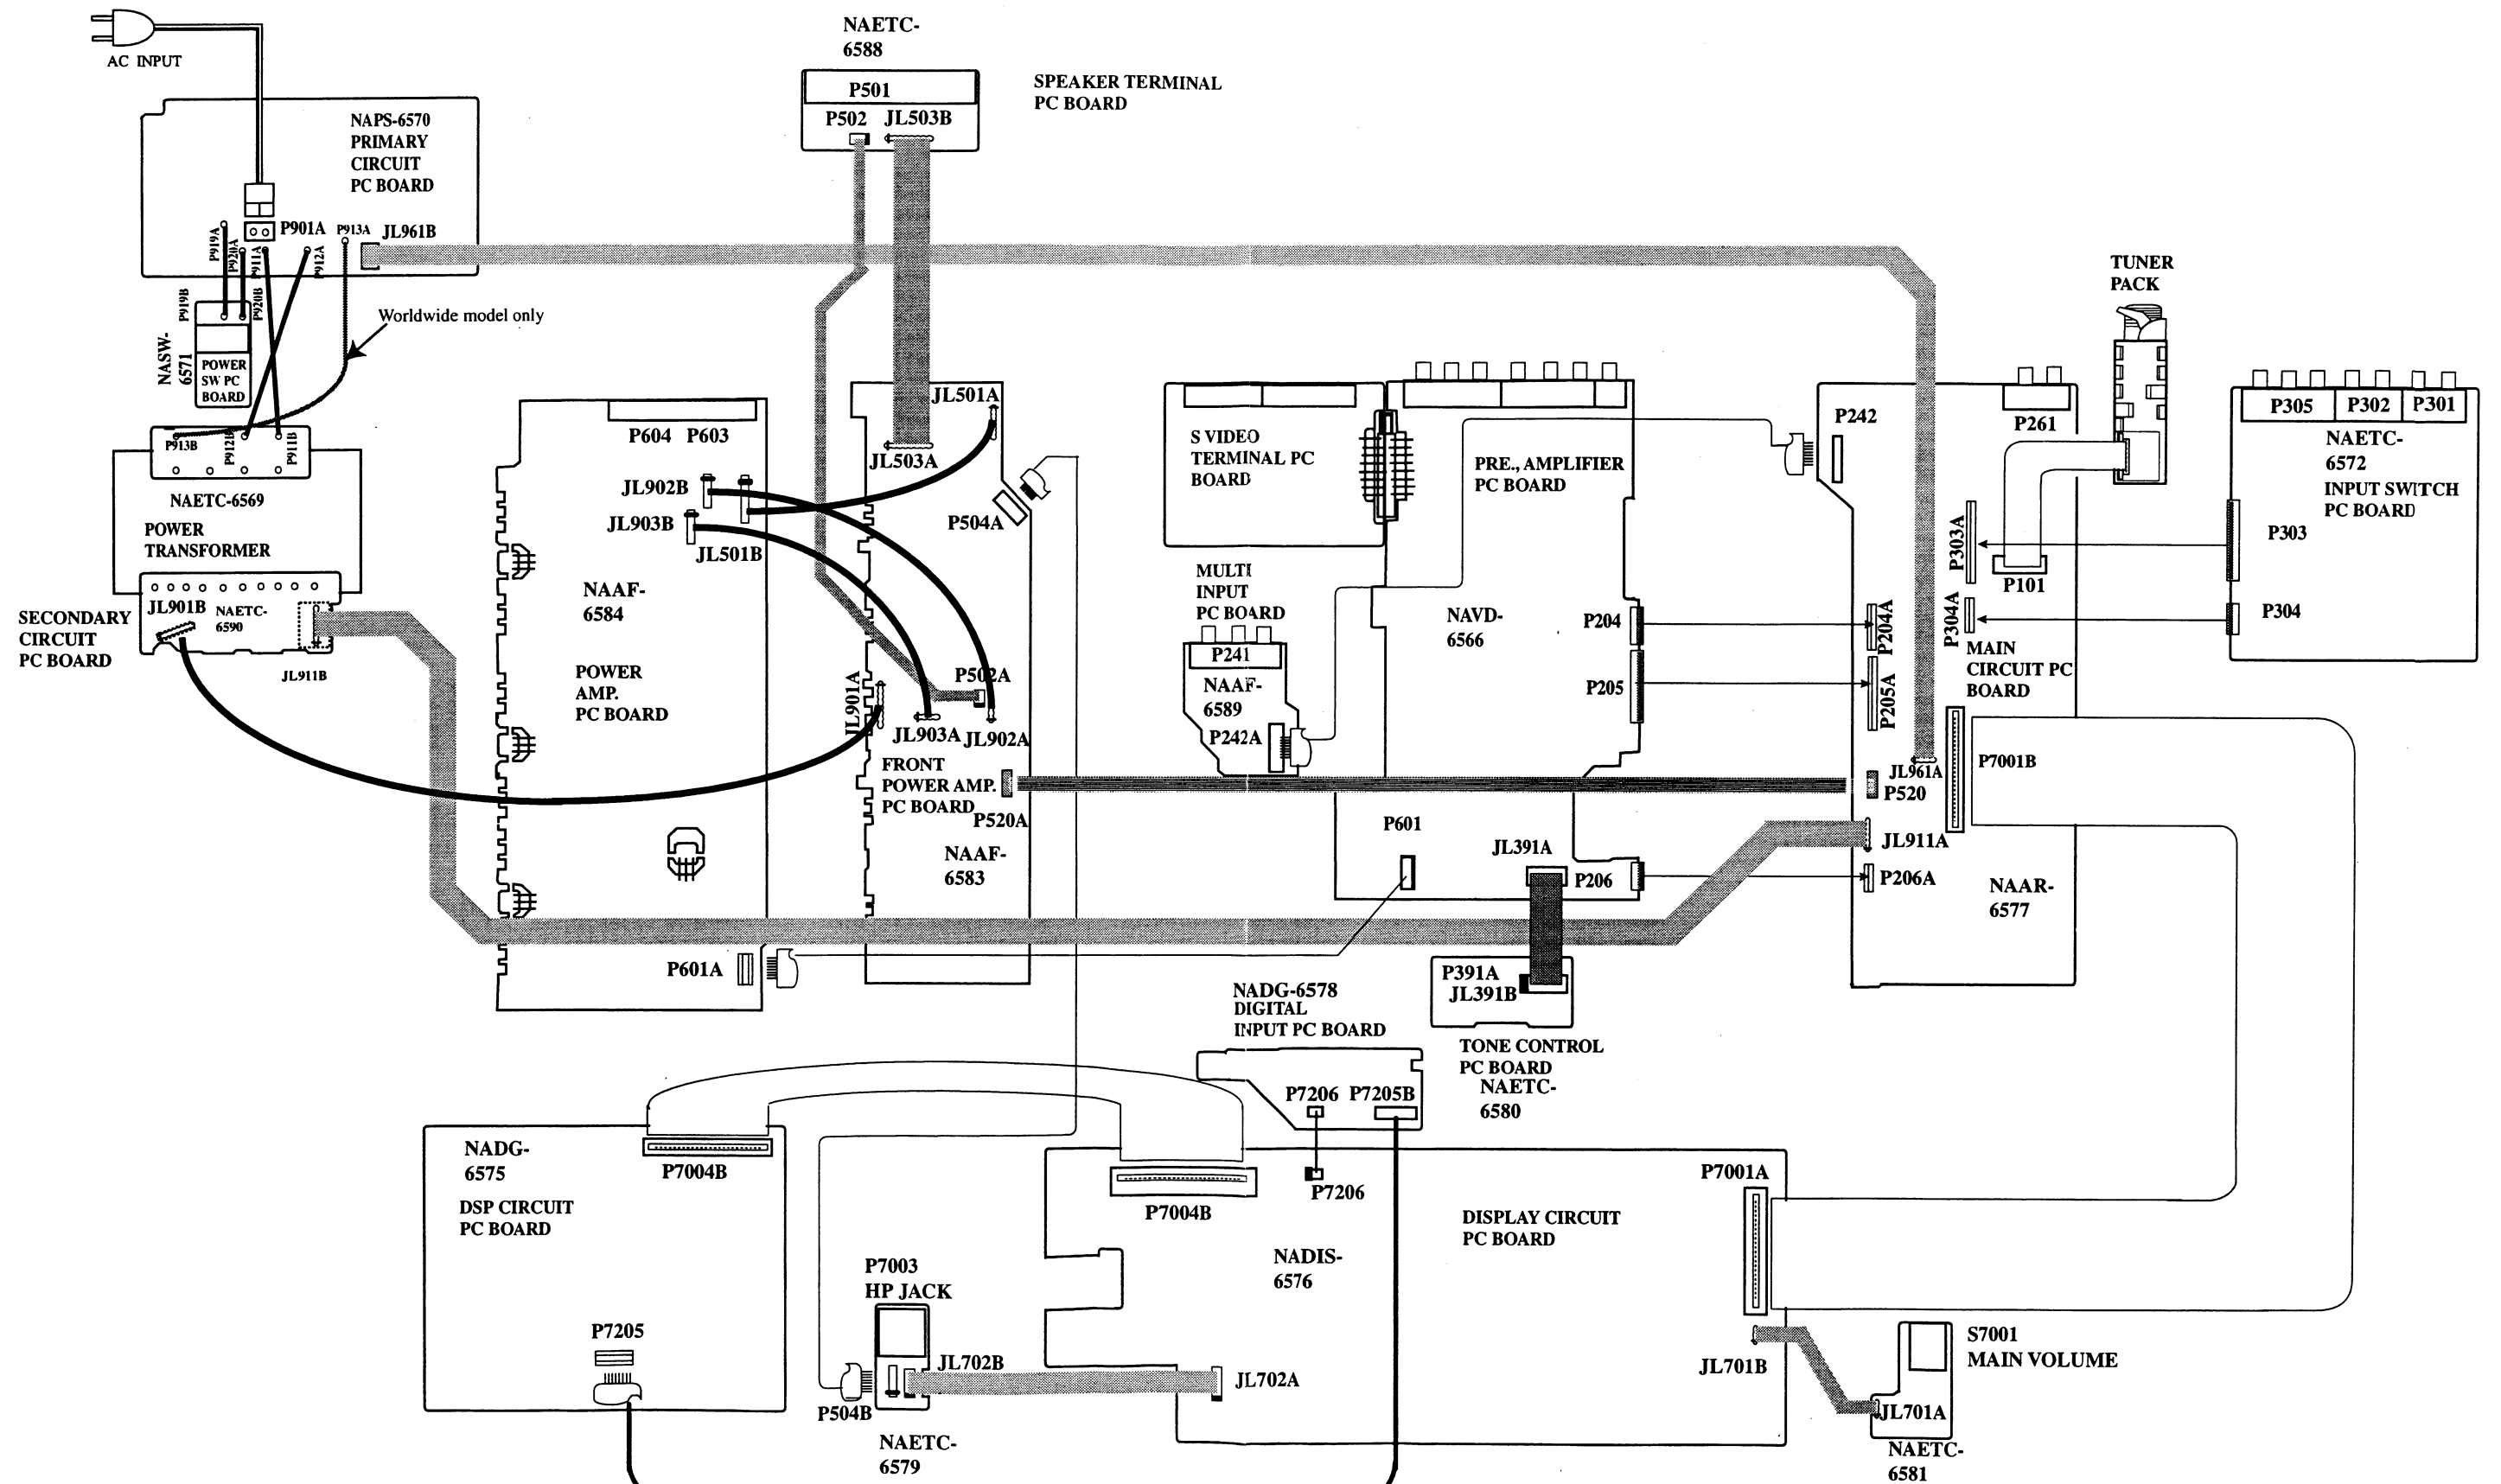 AC INPUT
NAPS-6570
PRIMARY
CIRCUIT
PC BOARD
P919A
P920A
P911A
P901A
P912A
P913A
JL961B
P919B
P920B
Worldwide model only
NASW-
6571
POWER
SW PC
BOARD
P913B
P912B
P911B
NAETC-6569
POWER
TRANSFORMER
SECONDARY
CIRCUIT
PC BOARD
JL901B
NAETC-
6590
JL911B
NAETC-
6588
P501
P502
JL503B
SPEAKER TERMINAL
PC BOARD
P604
P603
JL902B
JL903B
JL501B
NAAF-
6584
POWER
AMP.
PC BOARD
P601A
JL501A
JL503A
P504A
P502A
JL901A
JL903A
JL902A
FRONT
POWER AMP.
PC BOARD
P520A
NAAF-
6583
S VIDEO
TERMINAL PC
BOARD
MULTI
INPUT
PC BOARD
P241
NAAF-
6589
P242A
PRE., AMPLIFIER
PC BOARD
NAVD-
6566
P204
P205
P601
JL391A
P206
P391A
JL391B
TONE CONTROL
PC BOARD
NAETC-
6580
P242
P261
TUNER
PACK
P303A
P101
P304A
P204A
P205A
MAIN
CIRCUIT PC
BOARD
P7001B
JL961A
P520
JL911A
P206A
NAAR-
6577
P305
P302
P301
NAETC-
6572
INPUT SWITCH
PC BOARD
P303
P304
NADG-6578
DIGITAL
INPUT PC BOARD
P7206
P7205B
NADG-
6575
P7004B
DSP CIRCUIT
PC BOARD
P7205
P7003
HP JACK
JL702B
P504B
NAETC-
6579
P7004B
P7206
NADIS-
6576
DISPLAY CIRCUIT
PC BOARD
P7001A
JL702A
JL701B
S7001
MAIN VOLUME
JL701A
NAETC-
6581